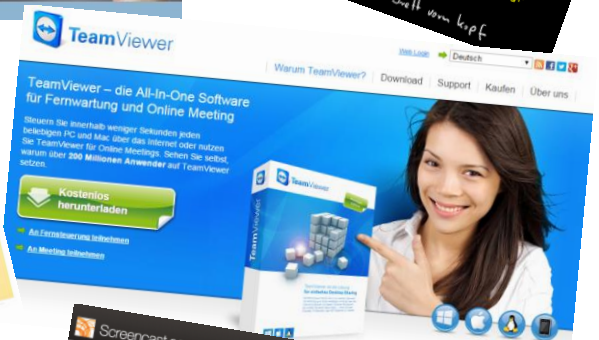 vom Kopf
TeamViewer
Web Login
Deutsch
Warum TeamViewer?
Download
Support
Kaufen
Über uns
TeamViewer – die All-In-One Software
für Fernwartung und Online Meeting
Steuern Sie innerhalb weniger Sekunden jeden
beliebigen PC und Mac über das Internet oder nutzen
Sie TeamViewer für Online Meetings. Sehen Sie selbst,
warum über 200 Millionen Anwender auf TeamViewer
setzen.
Kostenlos
herunterladen
An Fernsteuerung teilnehmen
An Meeting teilnehmen
TeamViewer
TeamViewer
Screencast